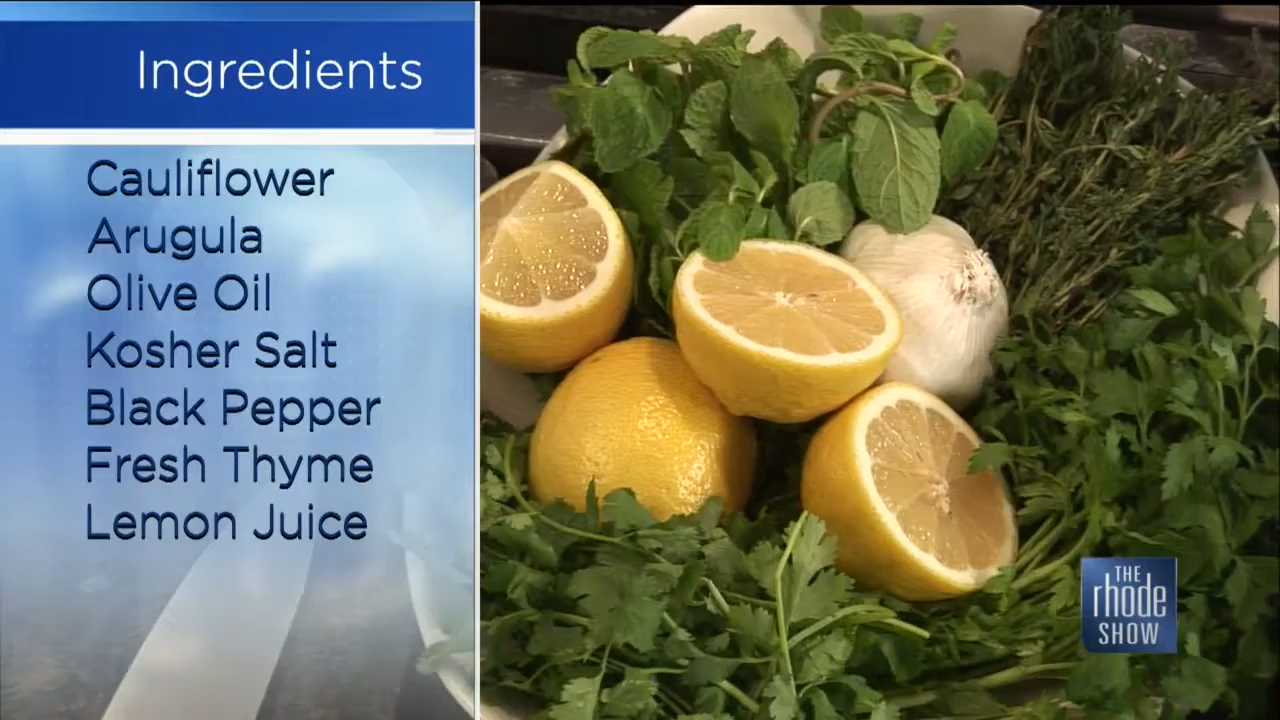 Ingredients
Cauliflower
Arugula
Olive Oil
Kosher Salt
Black Pepper
Fresh Thyme
Lemon Juice
THE
rhode
SHOW